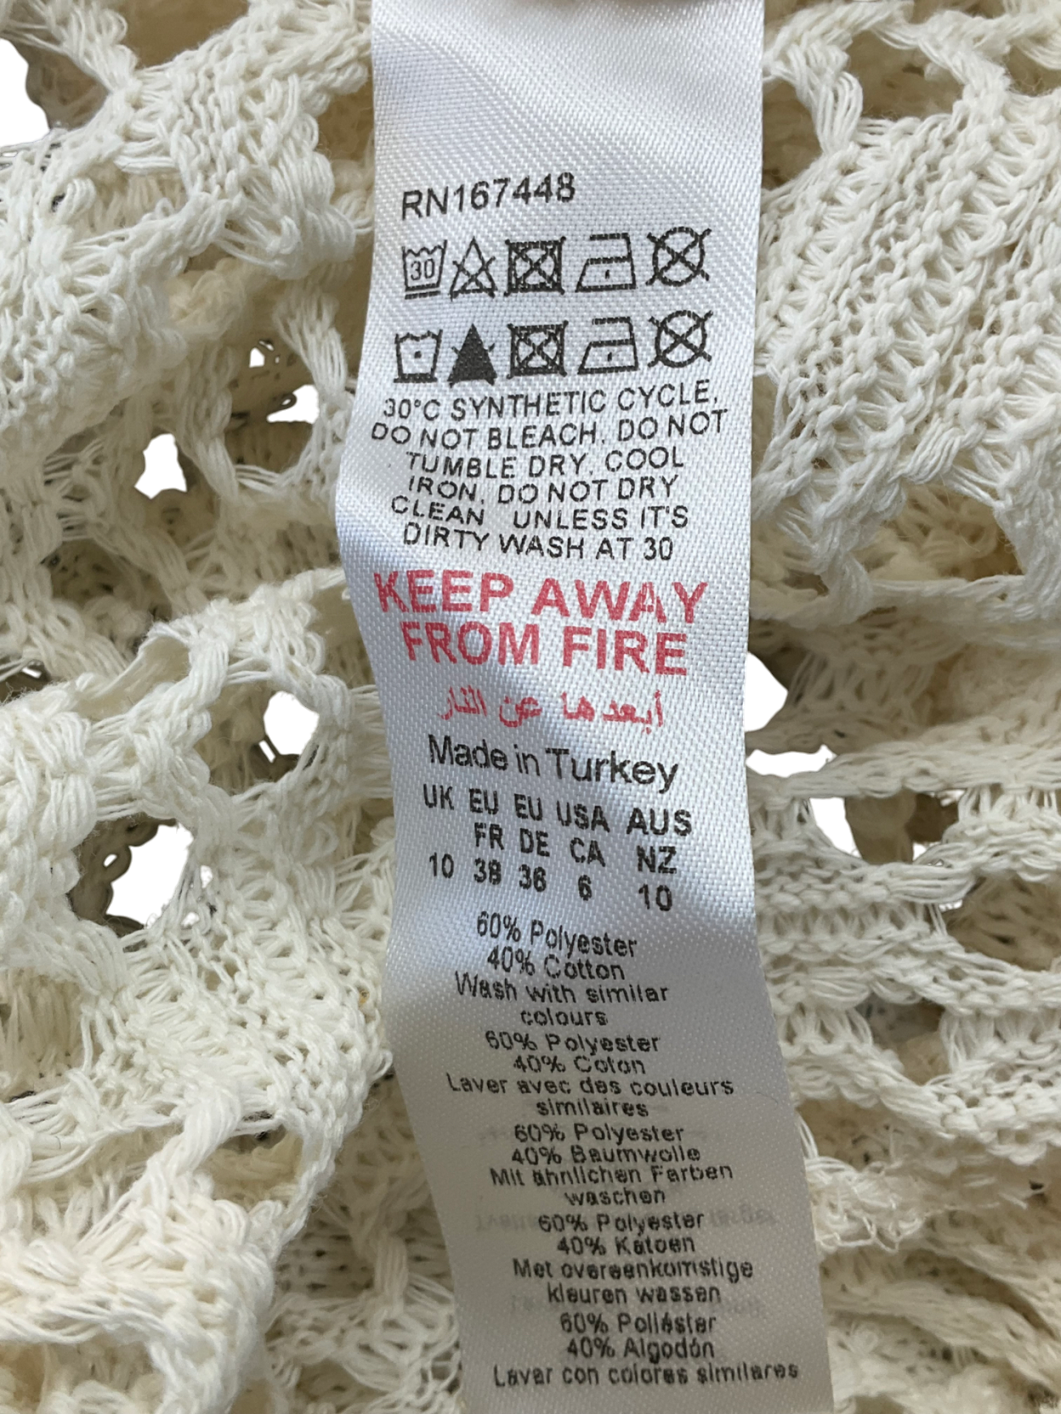 RN167448
30
30°C SYNTHETIC CYCLE,
DO NOT BLEACH. DO NOT
TUMBLE DRY. COOL
IRON, DO NOT DRY
CLEAN UNLESS IT'S
DIRTY WASH AT 30
KEEP AWAY
FROM FIRE
أبعدها عن النار
Made in Turkey
UK EU EU USA AUS
FR DE CA NZ
10 38 36 6 10
60% Polyester
40% Cotton
Wash with similar
colours
60% Polyester
40% Coton
Laver avec des couleurs
similaires
60% Polyester
40% Baumwolle
Mit ähnlichen Farben
waschen
60% Polyester
40% Katoen
Met overeenkomstige
kleuren wassen
60% Poliéster
40% Algodón
Lavar con colores similares